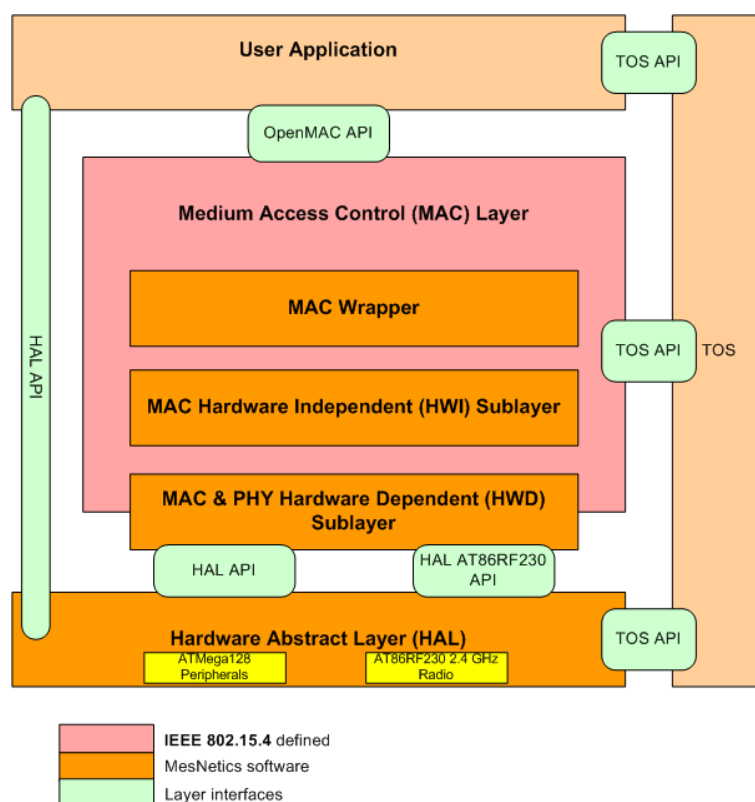 User Application
TOS API
OpenMAC API
Medium Access Control (MAC) Layer
MAC Wrapper
HAL API
TOS API
TOS
MAC Hardware Independent (HWI) Sublayer
MAC & PHY Hardware Dependent (HWD)
Sublayer
HAL API
HAL AT86RF230
API
Hardware Abstract Layer (HAL)
TOS API
ATMega128
Peripherals
AT86RF230 2.4 GHz
Radio
IEEE 802.15.4 defined
MesNetics software
Layer interfaces